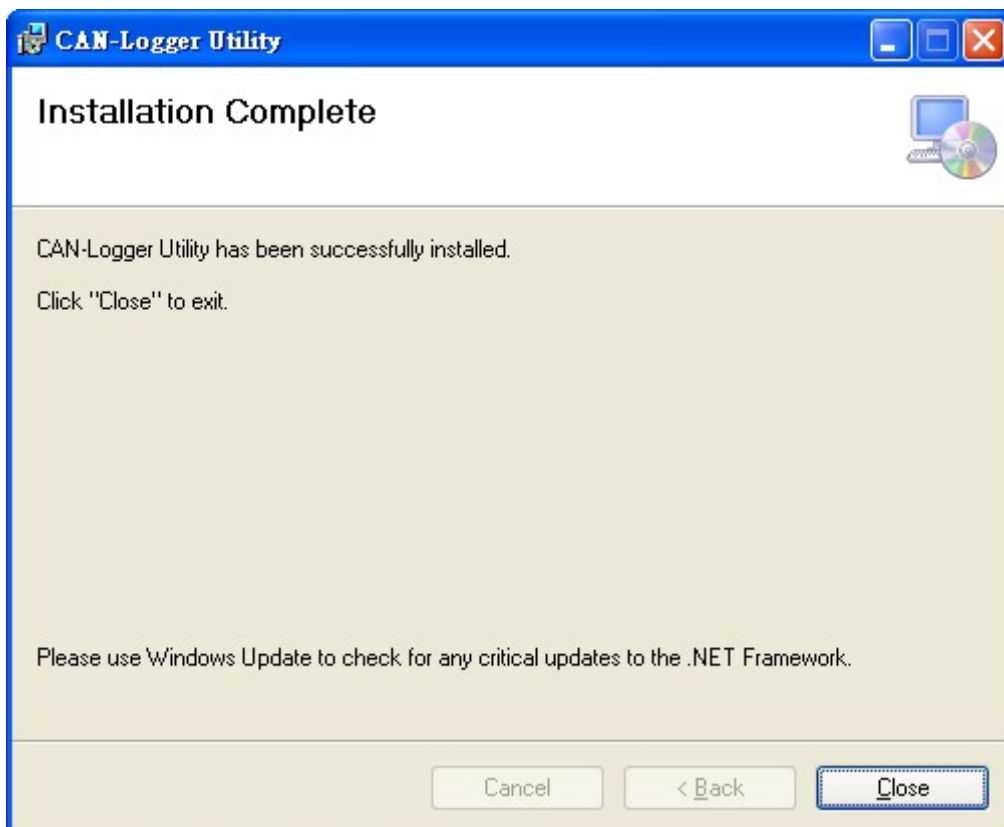 CAN-Logger Utility
Installation Complete
CAN-Logger Utility has been successfully installed.
Click "Close" to exit.
Please use Windows Update to check for any critical updates to the .NET Framework.
Cancel
< Back
Close